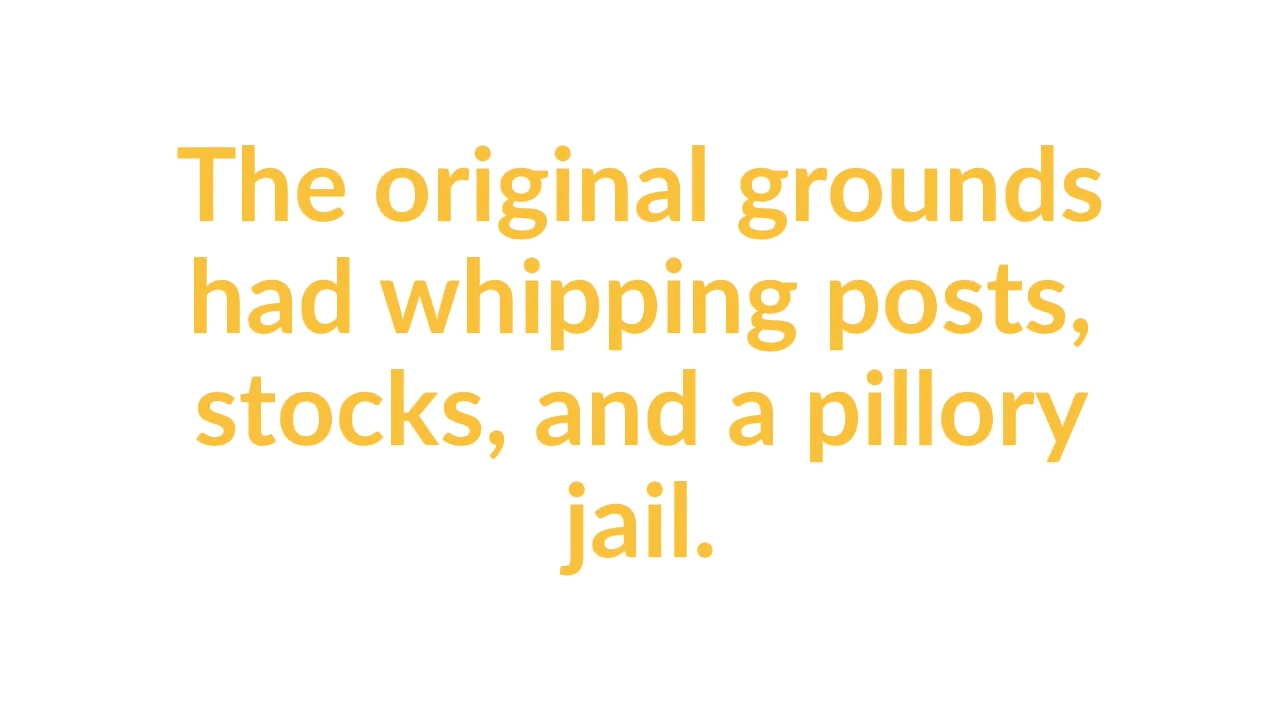 The original grounds
had whipping posts,
stocks, and a pillory
jail.